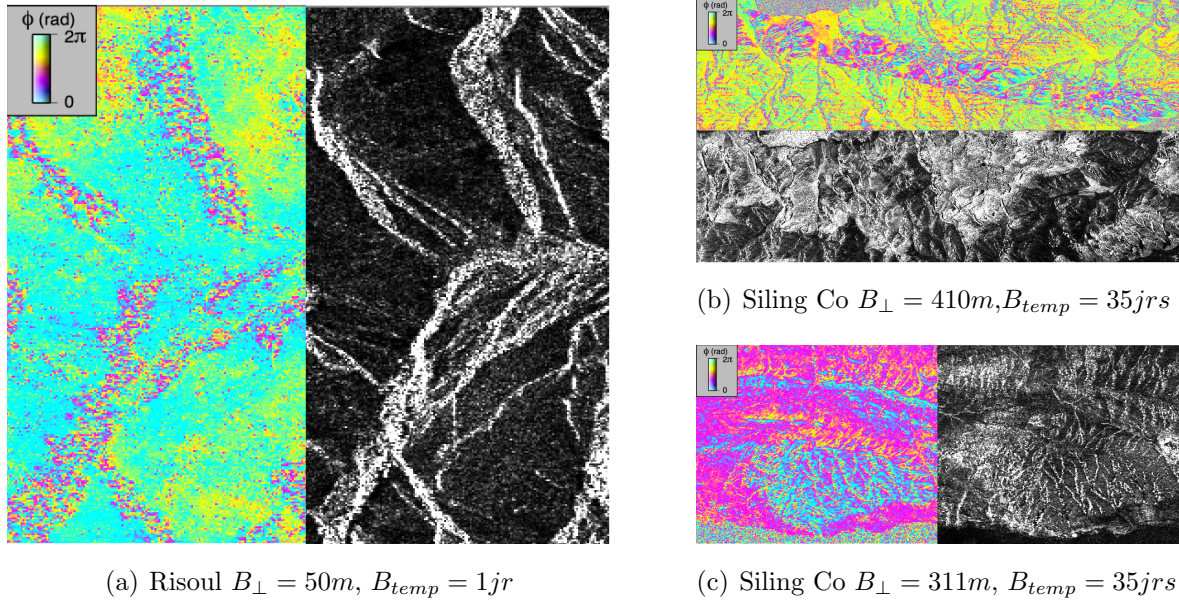 ϕ (rad)
2π
0
(a) Risoul B⊥ = 50m, Btemp = 1jr
ϕ (rad)
2π
0
(b) Siling Co B⊥ = 410m,Btemp = 35jrs
ϕ (rad)
2π
0
(c) Siling Co B⊥ = 311m, Btemp = 35jrs